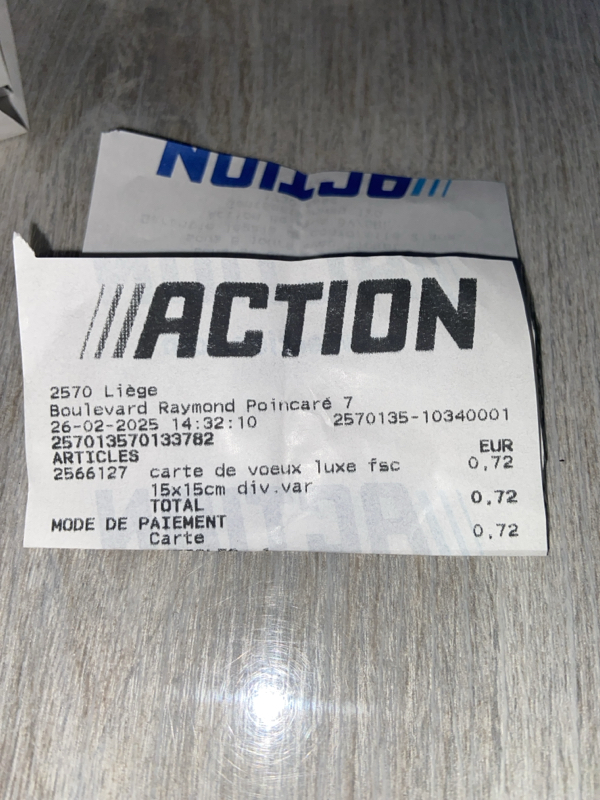 ACTION
ACTION
2570 Liège
Boulevard Raymond Poincaré 7
26-02-2025 14:32:10 2570135-10340001
257013570133782
ARTICLES EUR
2566127 carte de voeux luxe fsc 0,72
15x15cm div.var
TOTAL 0,72
MODE DE PAIEMENT
Carte 0,72